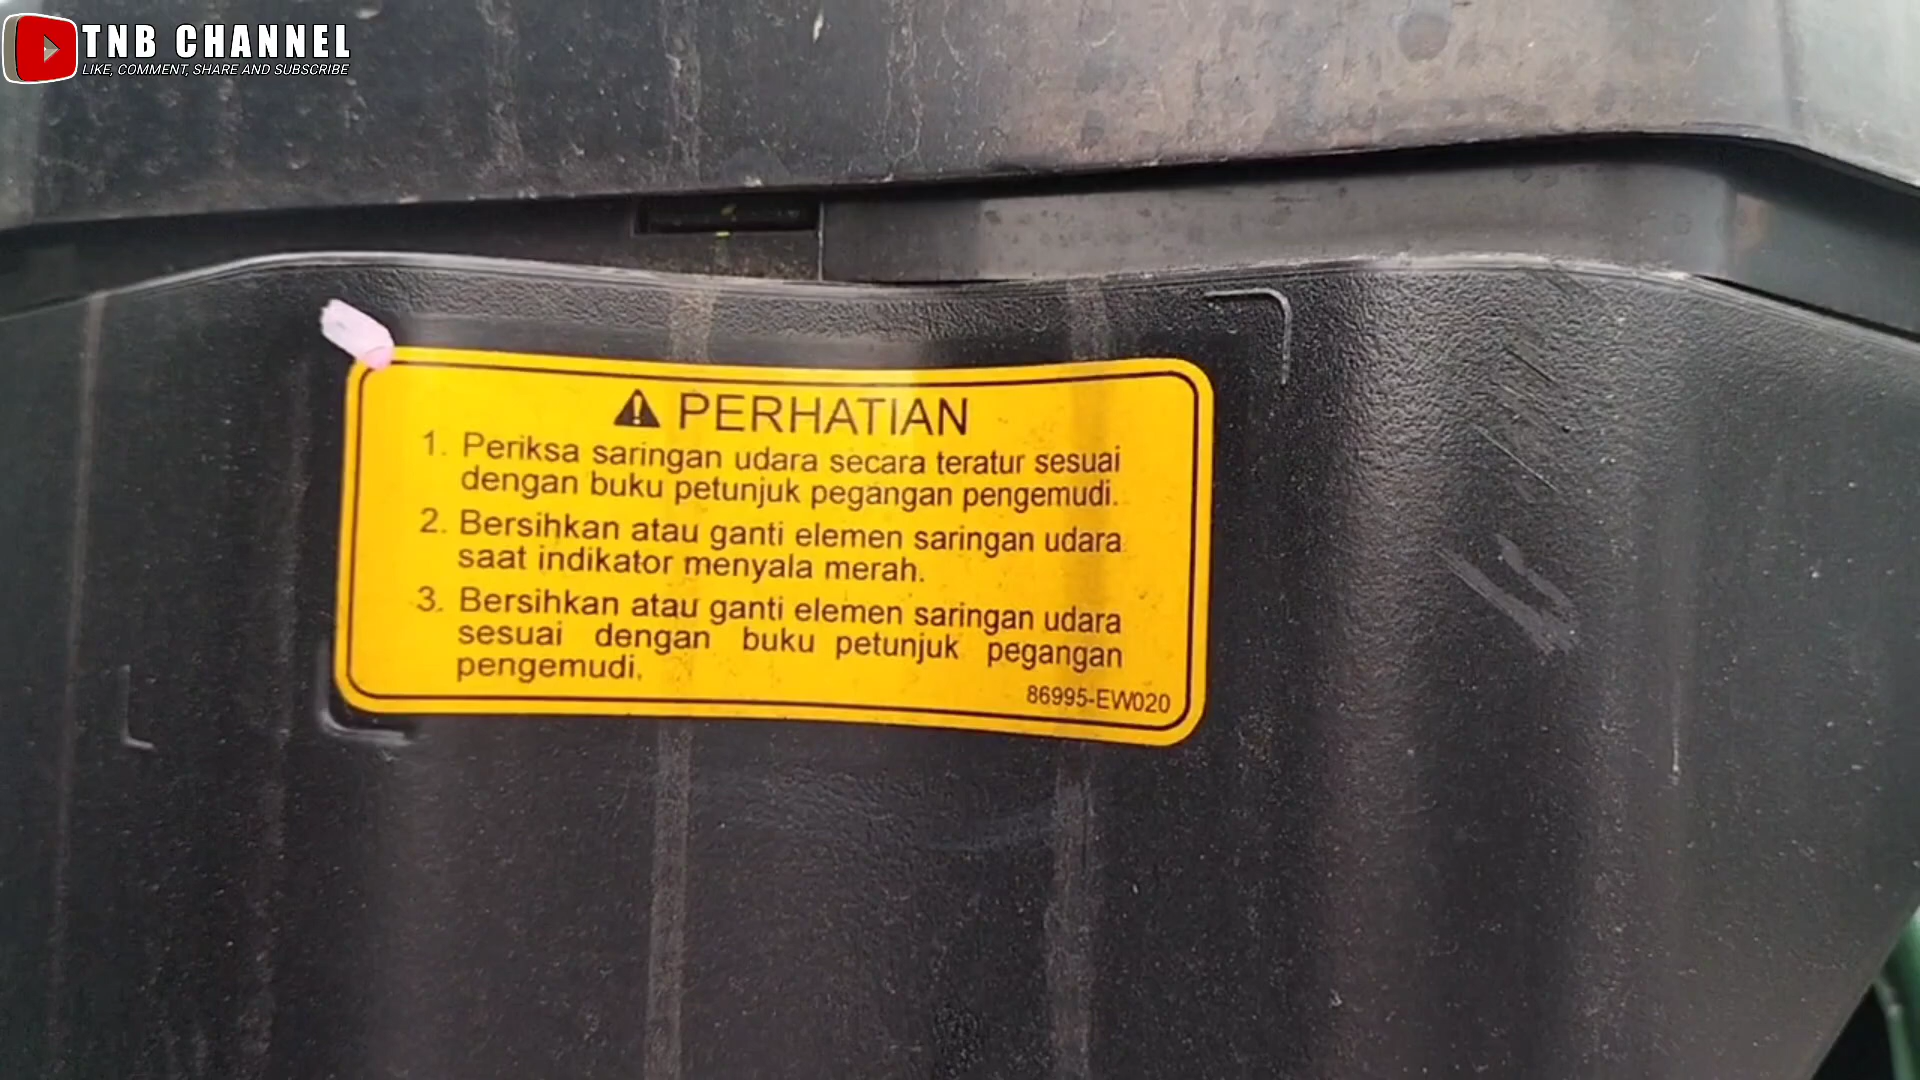 TNB CHANNEL
LIKE, COMMENT, SHARE AND SUBSCRIBE
PERHATIAN
1. Periksa saringan udara secara teratur sesuai
dengan buku petunjuk pegangan pengemudi.
2. Bersihkan atau ganti elemen saringan udara
saat indikator menyala merah.
3. Bersihkan atau ganti elemen saringan udara
sesuai dengan buku petunjuk pegangan
pengemudi.
86995-EW020